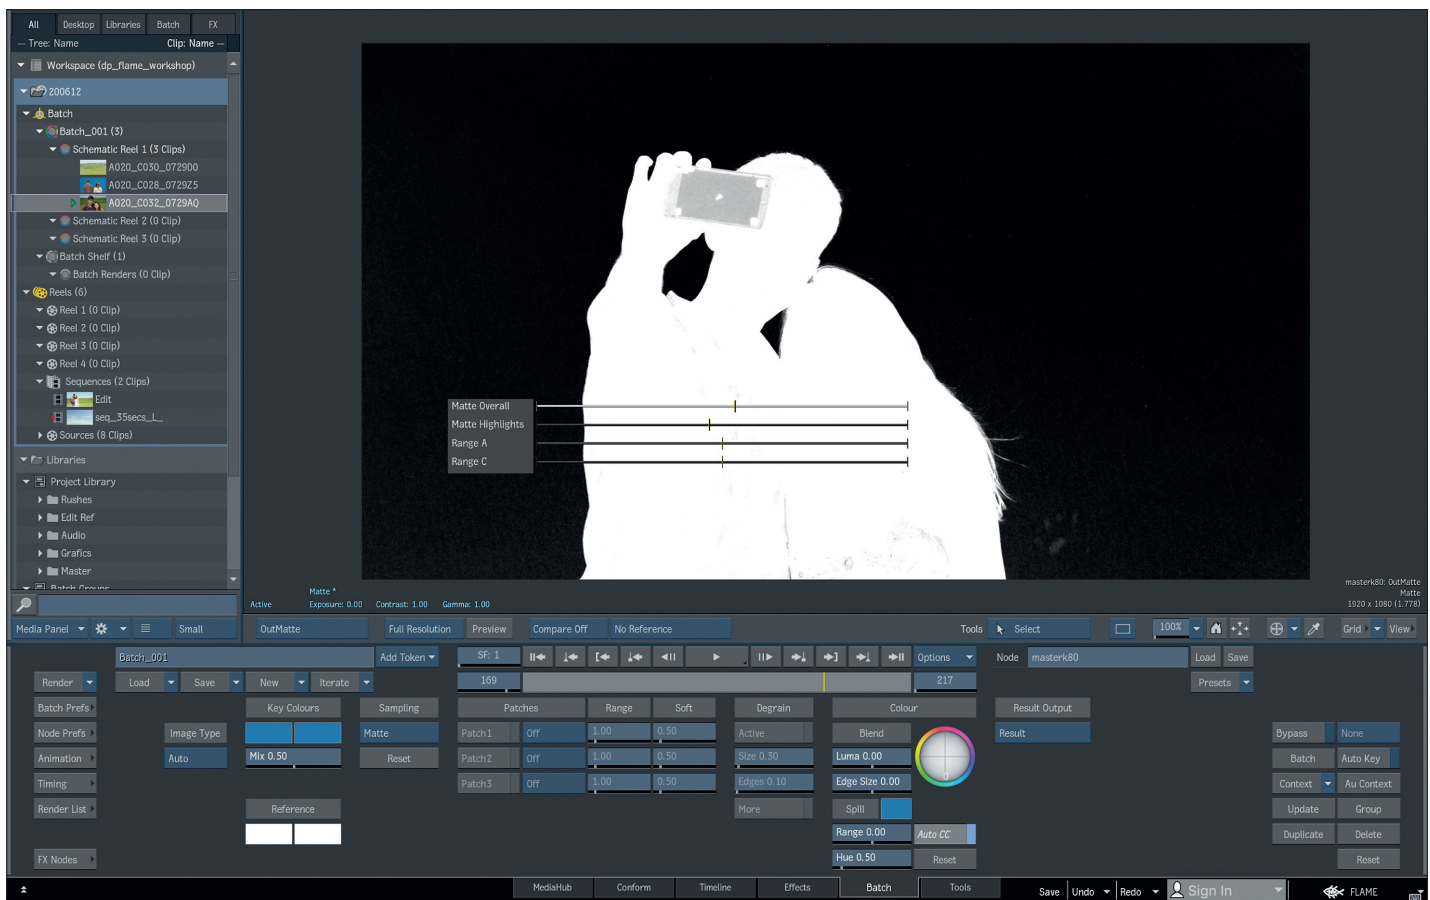 All Desktop Libraries Batch FX
— Tree: Name Clip: Name —
Workspace (dp_flame_workshop)
200612
Batch
Batch_001 (3)
Schematic Reel 1 (3 Clips)
A020_C030_0729D0
A020_C028_0729Z5
A020_C032_0729AQ
Schematic Reel 2 (0 Clip)
Schematic Reel 3 (0 Clip)
Batch Shelf (1)
Batch Renders (0 Clip)
Reels (6)
Reel 1 (0 Clip)
Reel 2 (0 Clip)
Reel 3 (0 Clip)
Reel 4 (0 Clip)
Sequences (2 Clips)
Edit
seq_35secs_L_
Sources (8 Clips)
Libraries
Project Library
Rushes
Edit Ref
Audio
Grafics
Master
Batch Groups
Matte Overall
Matte Highlights
Range A
Range C
Matte *
Active Exposure: 0.00 Contrast: 1.00 Gamma: 1.00
masterk80: OutMatte
Matte
1920 x 1080 (1.778)
Media Panel Small OutMatte Full Resolution Preview Compare Off No Reference Tools Select 100% Grid View
Batch_001 Add Token SF: 1 Options Node masterk80 Load Save
Render Load Save New Iterate 169 217 Presets
Batch Prefs Key Colours Sampling Patches Range Soft Degrain Colour Result Output
Node Prefs Image Type Matte Patch1 Off 1.00 0.50 Active Blend Result Bypass None
Animation Auto Mix 0.50 Reset Patch2 Off 1.00 0.50 Size 0.30 Luma 0.00 Batch Auto Key
Timing Patch3 Off 1.00 0.50 Edges 0.10 Edge Size 0.00 0 Context Au Context
Render List Reference More Spill Update Group
Range 0.00 Auto CC Duplicate Delete
FX Nodes Hue 0.50 Reset Reset
MediaHub Conform Timeline Effects Batch Tools Save Undo Redo Sign In FLAME